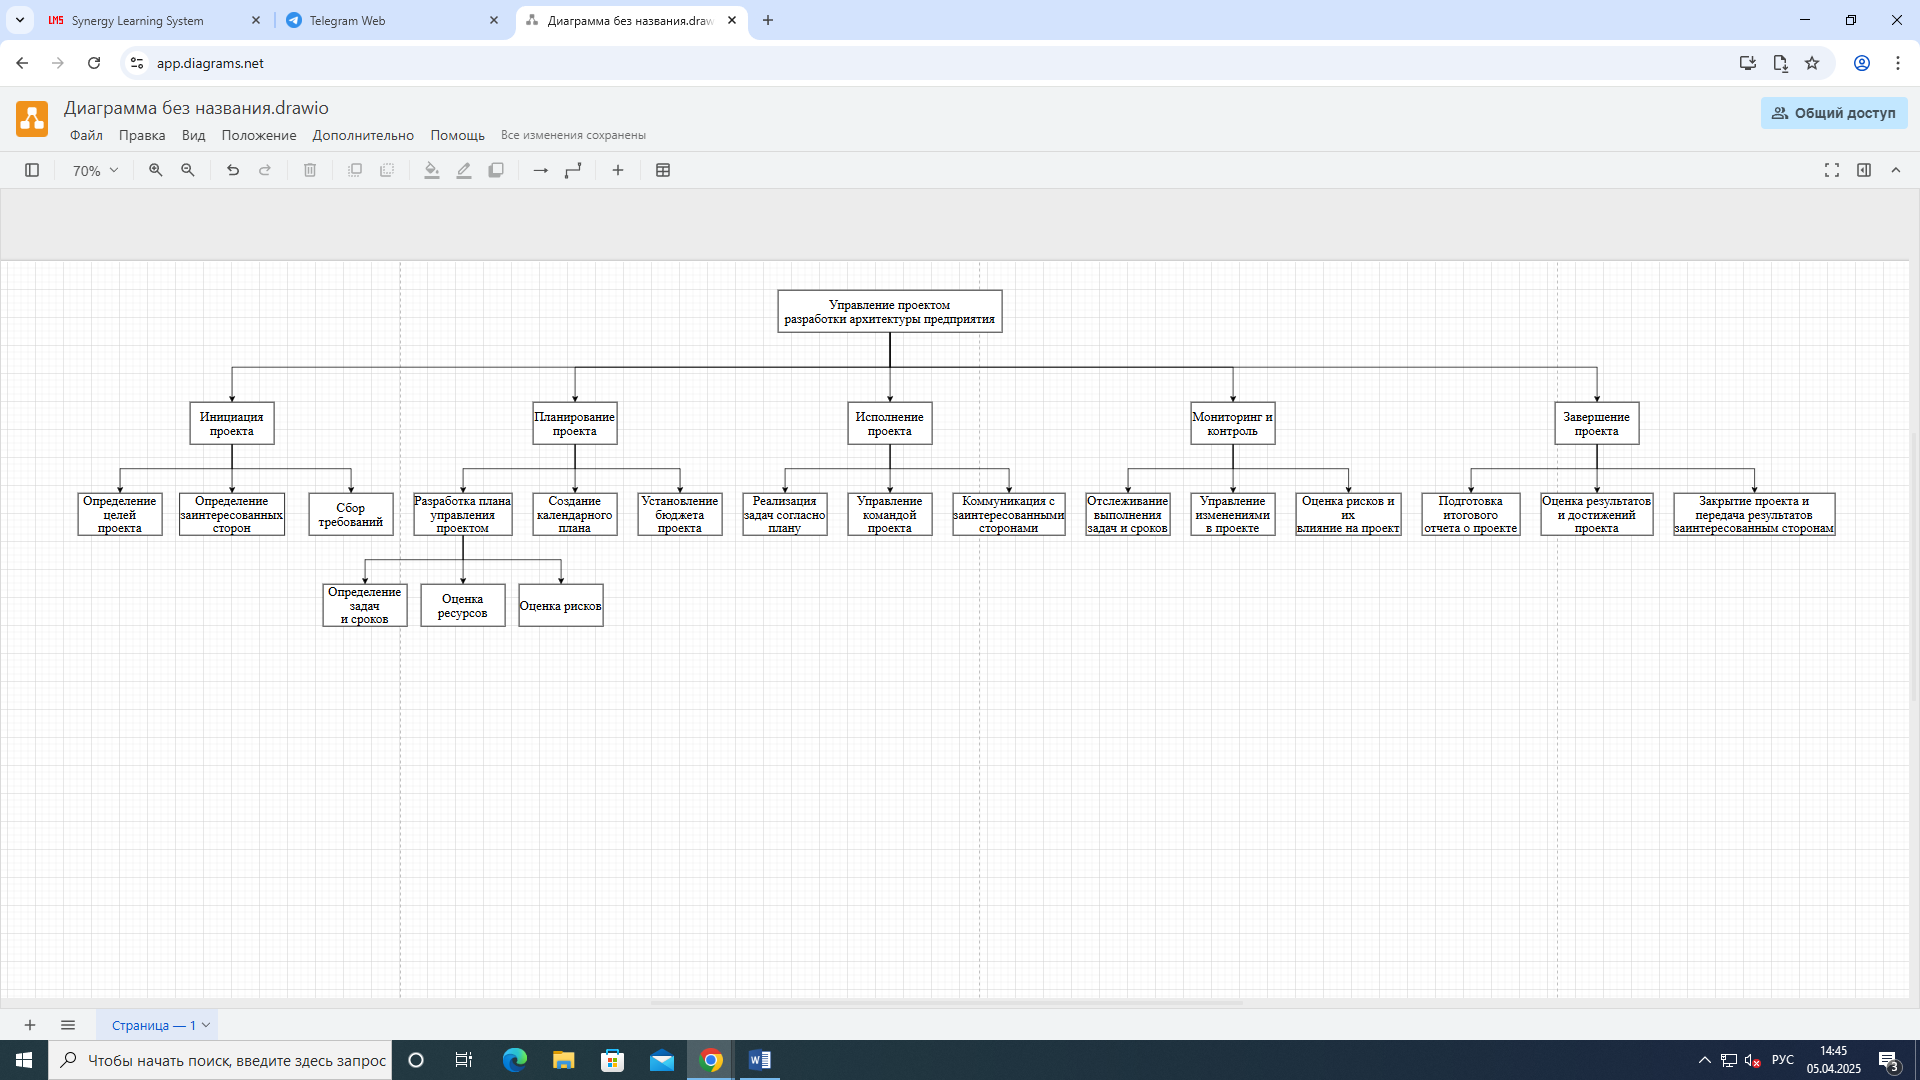 Synergy Learning System
Telegram Web
Диаграмма без названия.draw
app.diagrams.net
Диаграмма без названия.drawio
Файл Правка Вид Положение Дополнительно Помощь Все изменения сохранены
Общий доступ
70%
Управление проектом
разработки архитектуры предприятия
Инициация
проекта
Планирование
проекта
Исполнение
проекта
Мониторинг и
контроль
Завершение
проекта
Определение
целей
проекта
Определение
заинтересованных
сторон
Сбор
требований
Разработка плана
управления
проектом
Создание
календарного
плана
Установление
бюджета
проекта
Реализация
задач согласно
плану
Управление
командой
проекта
Коммуникация с
заинтересованными
сторонами
Отслеживание
выполнения
задач и сроков
Управление
изменениями
в проекте
Оценка рисков и
их
влияние на проект
Подготовка
итогового
отчета о проекте
Оценка результатов
и достижений
проекта
Закрытие проекта и
передача результатов
заинтересованным сторонам
Определение
задач
и сроков
Оценка
ресурсов
Оценка рисков
Страница — 1
Чтобы начать поиск, введите здесь запрос
РУС
14:45
05.04.2025
3